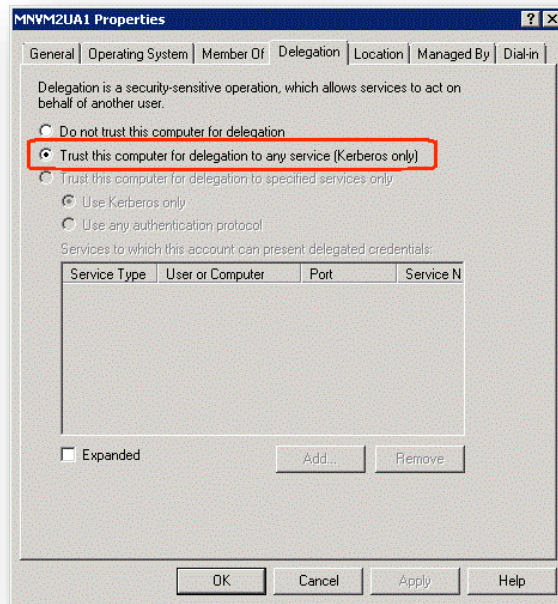 MNVM2UA1 Properties
General Operating System Member Of Delegation Location Managed By Dial-in
Delegation is a security-sensitive operation, which allows services to act on
behalf of another user.
Do not trust this computer for delegation
Trust this computer for delegation to any service (Kerberos only)
Trust this computer for delegation to specified services only
Use Kerberos only
Use any authentication protocol
Services to which this account can present delegated credentials:
Service Type User or Computer Port Service N
Expanded Add... Remove
OK Cancel Apply Help